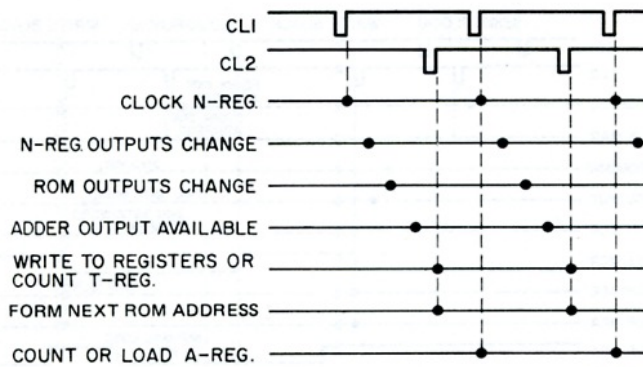 CL1
CL2
CLOCK N-REG.
N-REG. OUTPUTS CHANGE
ROM OUTPUTS CHANGE
ADDER OUTPUT AVAILABLE
WRITE TO REGISTERS OR
COUNT T-REG.
FORM NEXT ROM ADDRESS
COUNT OR LOAD A-REG.